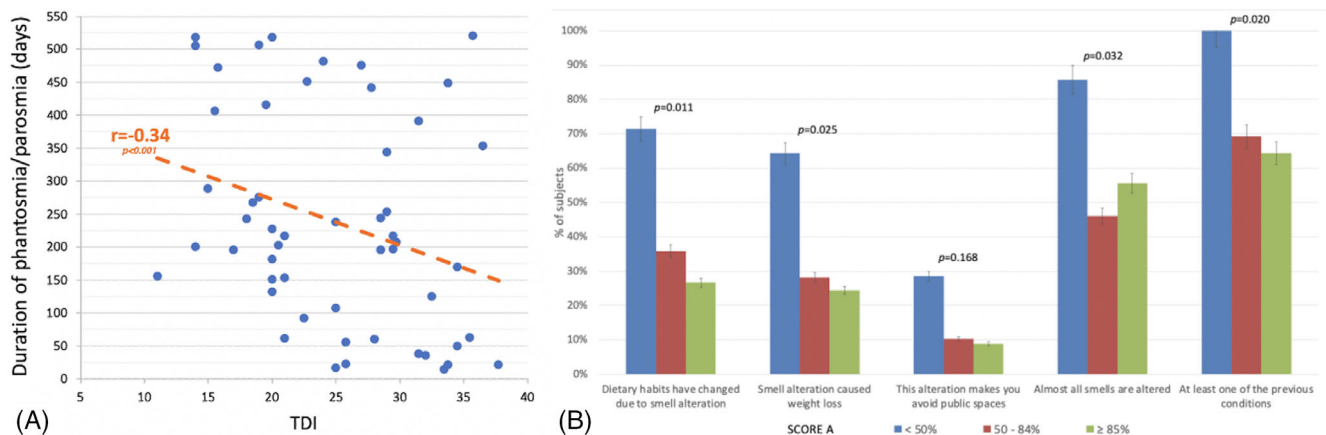 (A)
Duration of phantosmia/parosmia (days)
550
500
450
400
350
300
250
200
150
100
50
0
r=-0.34
p<0.001
5
10
15
20
25
30
35
40
TDI
(B)
% of subjects
100%
90%
80%
70%
60%
50%
40%
30%
20%
10%
0%
p=0.011
p=0.025
p=0.168
p=0.032
p=0.020
Dietary habits have changed
due to smell alteration
Smell alteration caused
weight loss
This alteration makes you
avoid public spaces
Almost all smells are altered
At least one of the previous
conditions
SCORE A
< 50%
50 - 84%
≥ 85%